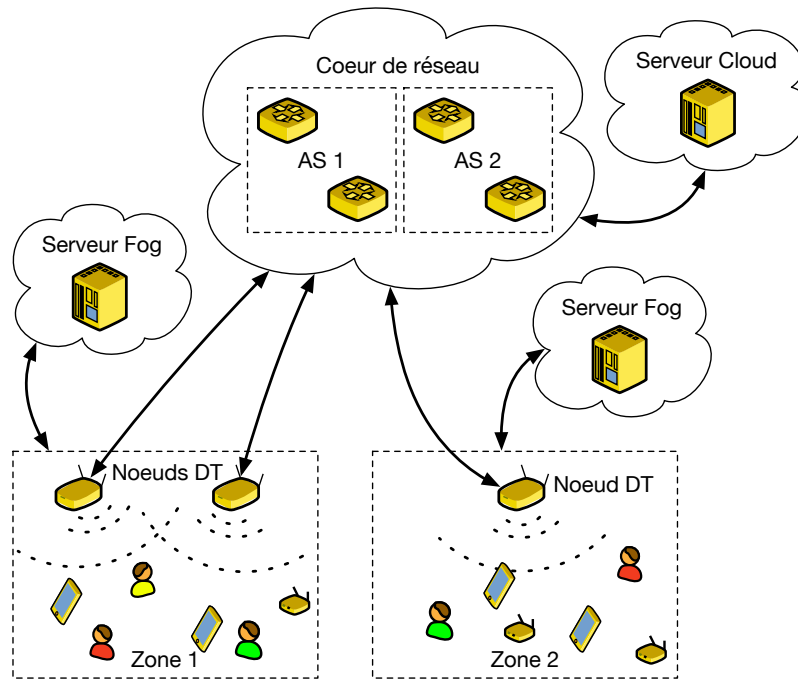 Coeur de réseau
Serveur Cloud
AS 1
AS 2
Serveur Fog
Serveur Fog
Noeuds DT
Noeud DT
Zone 1
Zone 2